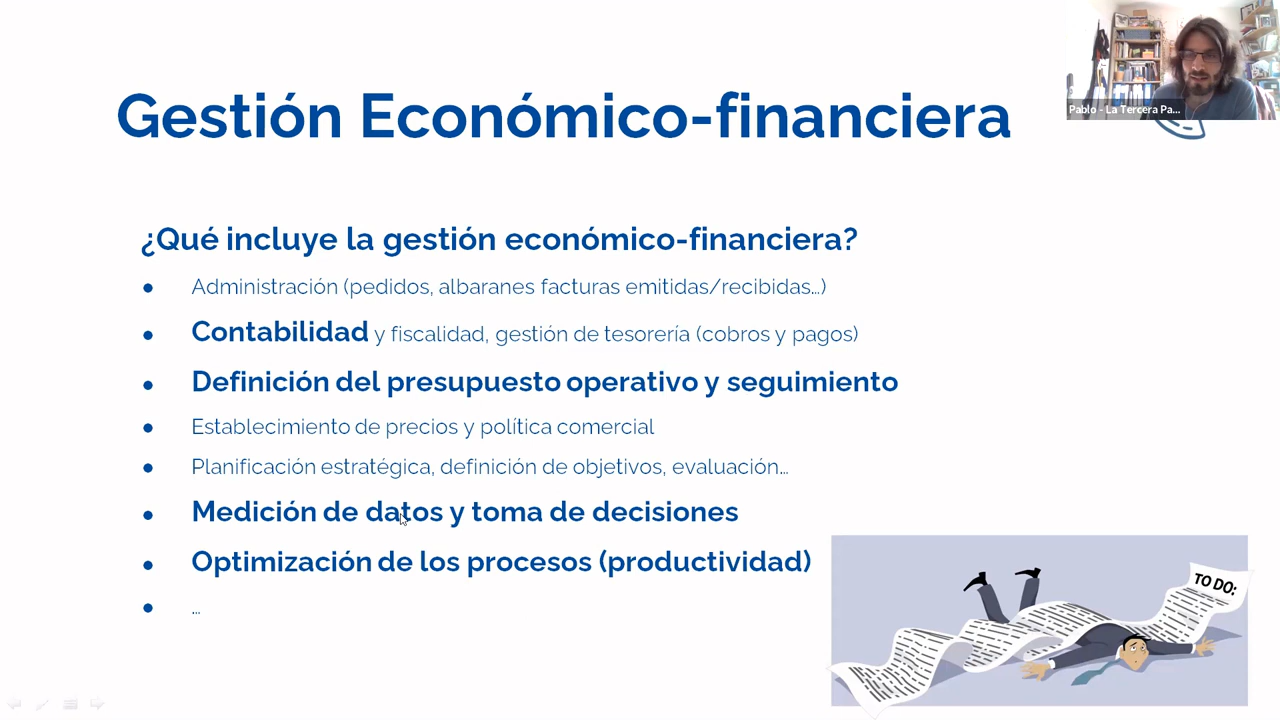 Gestión Económico-financiera
Pablo - La Tercera Pa...
¿Qué incluye la gestión económico-financiera?
● Administración (pedidos, albaranes facturas emitidas/recibidas…)
● Contabilidad y fiscalidad, gestión de tesorería (cobros y pagos)
● Definición del presupuesto operativo y seguimiento
● Establecimiento de precios y política comercial
● Planificación estratégica, definición de objetivos, evaluación…
● Medición de datos y toma de decisiones
● Optimización de los procesos (productividad)
● …
TO DO: